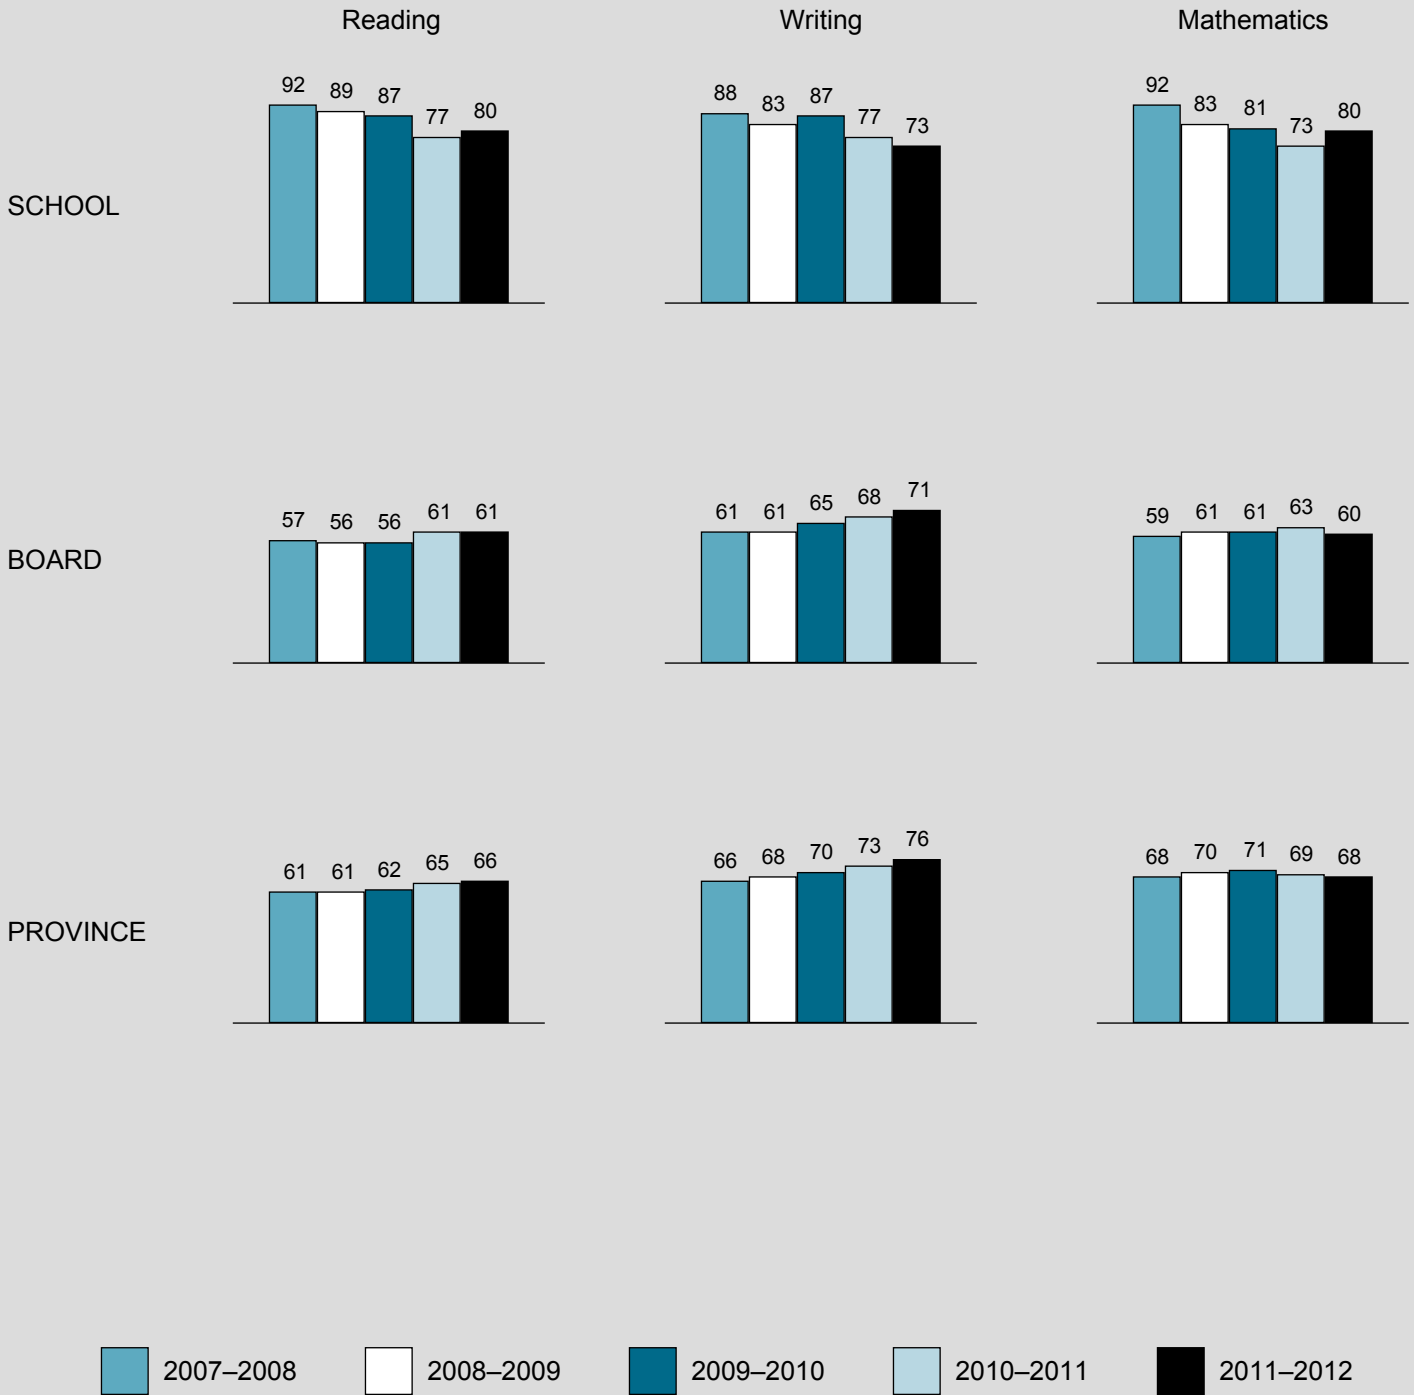 Reading Writing Mathematics
92 89 87 77 80
88 83 87 77 73
92 83 81 73 80
SCHOOL
57 56 56 61 61
61 61 65 68 71
59 61 61 63 60
BOARD
61 61 62 65 66
66 68 70 73 76
68 70 71 69 68
PROVINCE
2007–2008 2008–2009 2009–2010 2010–2011 2011–2012